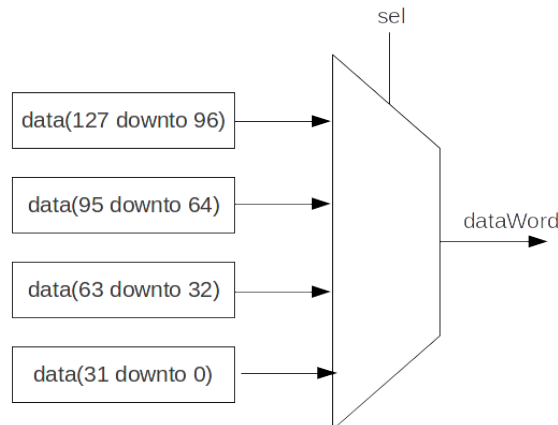 sel
data(127 downto 96)
data(95 downto 64)
dataWord
data(63 downto 32)
data(31 downto 0)